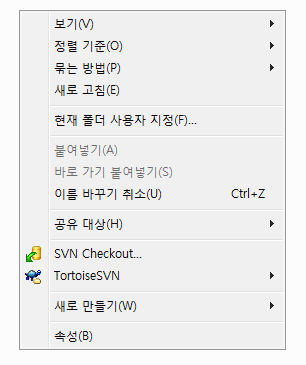 보기(V)
정렬 기준(O)
묶는 방법(P)
새로 고침(E)
현재 폴더 사용자 지정(F)...
붙여넣기(A)
바로 가기 붙여넣기(S)
이름 바꾸기 취소(U) Ctrl+Z
공유 대상(H)
SVN Checkout...
TortoiseSVN
새로 만들기(W)
속성(B)